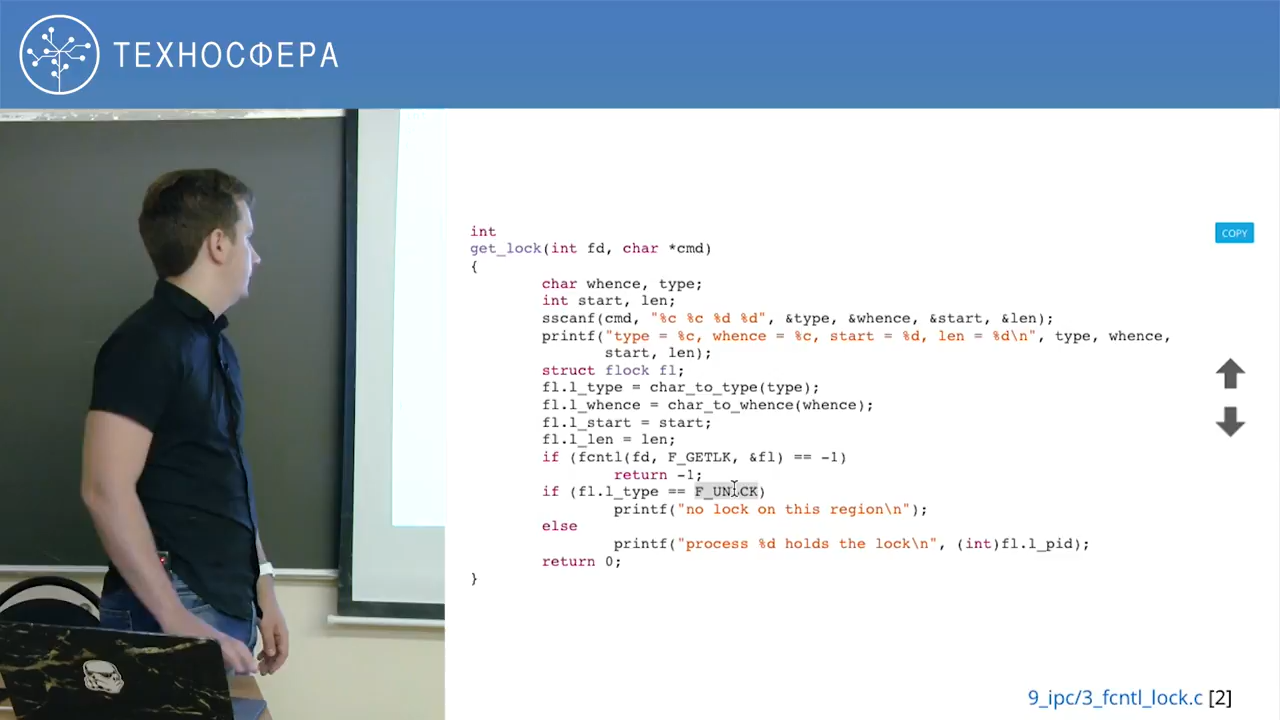 ТЕХНОСФЕРА
int
get_lock(int fd, char *cmd)
{
char whence, type;
int start, len;
sscanf(cmd, "%c %c %d %d", &type, &whence, &start, &len);
printf("type = %c, whence = %c, start = %d, len = %d\n", type, whence,
start, len);
struct flock fl;
fl.l_type = char_to_type(type);
fl.l_whence = char_to_whence(whence);
fl.l_start = start;
fl.l_len = len;
if (fcntl(fd, F_GETLK, &fl) == -1)
return -1;
if (fl.l_type == F_UNLCK)
printf("no lock on this region\n");
else
printf("process %d holds the lock\n", (int)fl.l_pid);
return 0;
}
COPY
9_ipc/3_fcntl_lock.c [2]